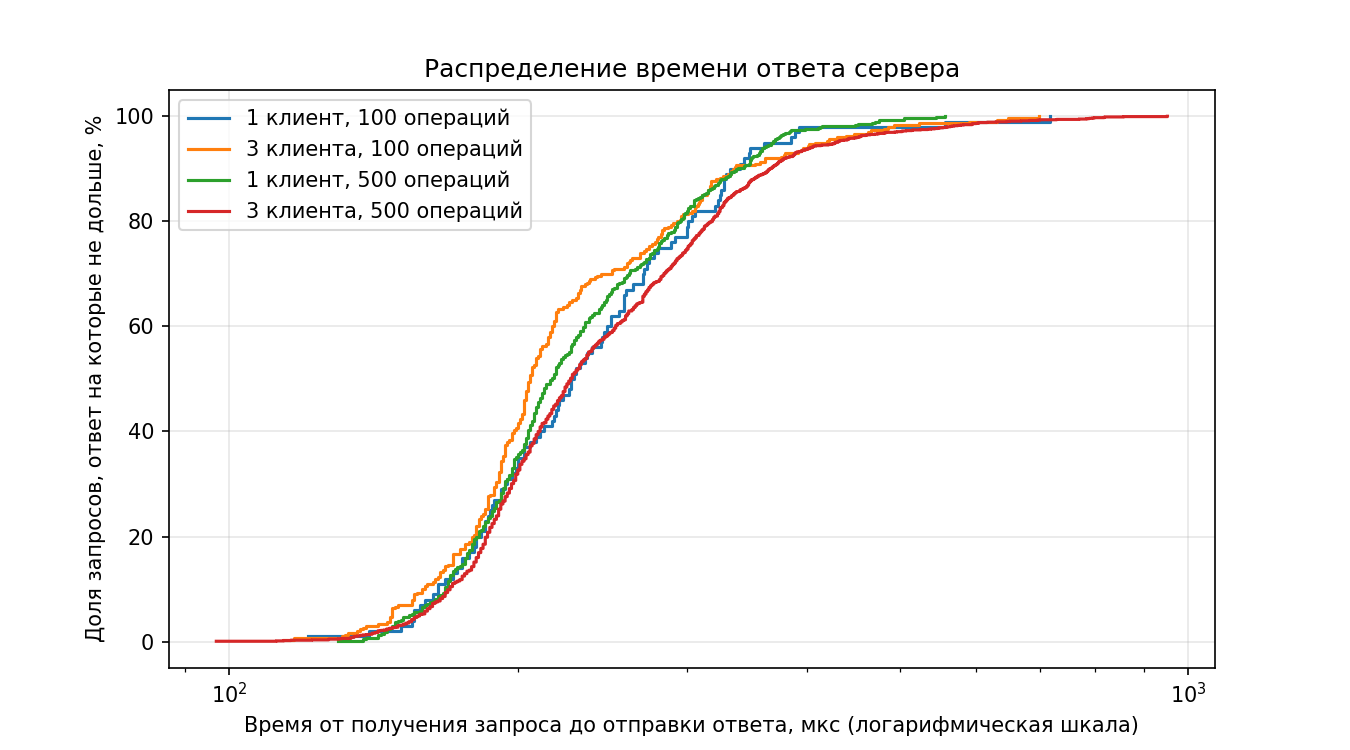 Распределение времени ответа сервера
1 клиент, 100 операций
3 клиента, 100 операций
1 клиент, 500 операций
3 клиента, 500 операций
Доля запросов, ответ на которые не дольше, %
100
80
60
40
20
0
10²
10³
Время от получения запроса до отправки ответа, мкс (логарифмическая шкала)